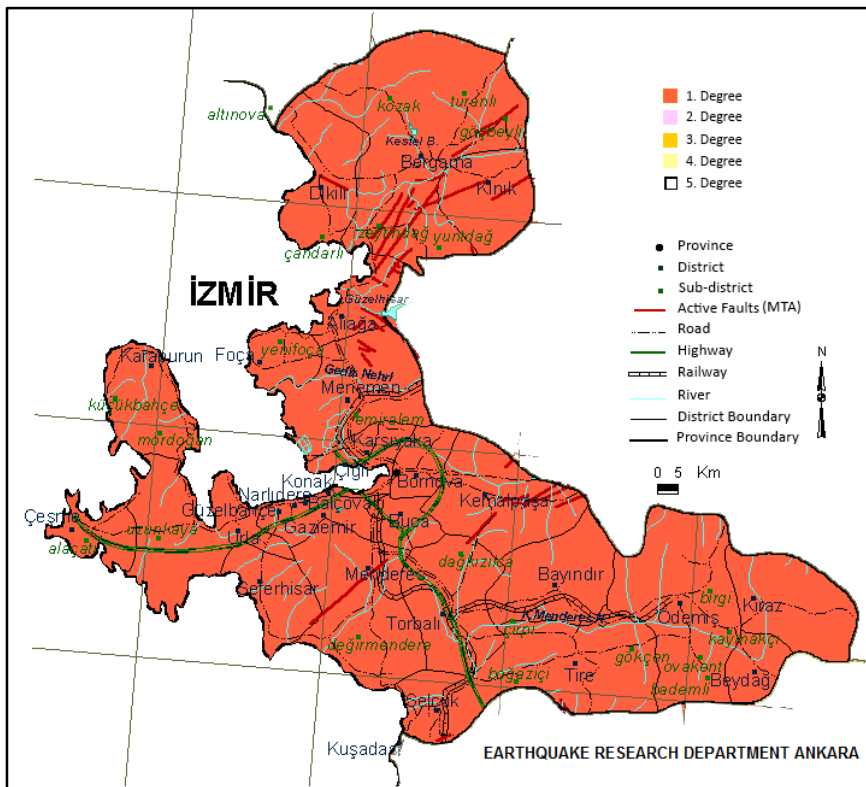 altınova
kozak
turanlı
göçbeyli
Kestel B.
Bergama
Dikili
Kınık
zeytindağ
yuntdağ
çandarlı
İZMİR
Güzelhisar
Aliağa
Karaburun
Foça
yenifoça
Gediz Nehri
Menemen
küçükbahçe
emiralem
mordoğan
Karşıyaka
Çiğli
Konak
Bornova
Narlıdere
Balçova
Kemalpaşa
Çeşme
Güzelbahçe
Buca
uzunkaya
Urla
Gaziemir
alaçatı
dağkızılca
Seferhisar
Menderes
Bayındır
birgi
Kiraz
Torbalı
K.Menderes N.
Ödemiş
kaymakçı
değirmendere
gökçen
ovakent
Tire
Beydağ
boğaziçi
bademli
Selçuk
Kuşadası
1. Degree
2. Degree
3. Degree
4. Degree
5. Degree
Province
District
Sub-district
Active Faults (MTA)
Road
Highway
Railway
River
District Boundary
Province Boundary
N
0 5 Km
EARTHQUAKE RESEARCH DEPARTMENT ANKARA